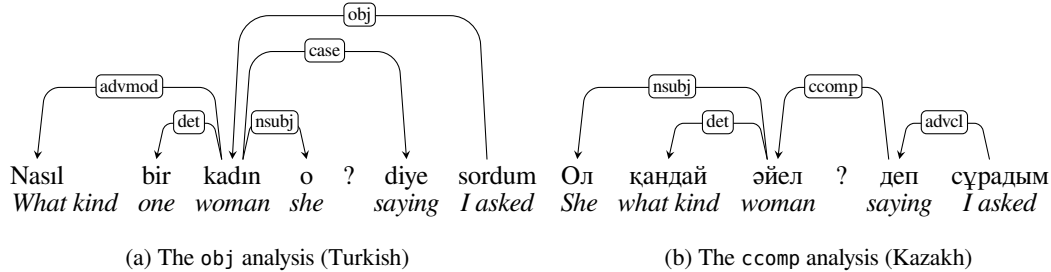 obj
case
advmod
det
nsubj
Nasıl bir kadın o ? diye sordum
What kind one woman she saying I asked
(a) The obj analysis (Turkish)
nsubj
ccomp
det
advcl
Ол қандай әйел ? деп сұрадым
She what kind woman saying I asked
(b) The ccomp analysis (Kazakh)